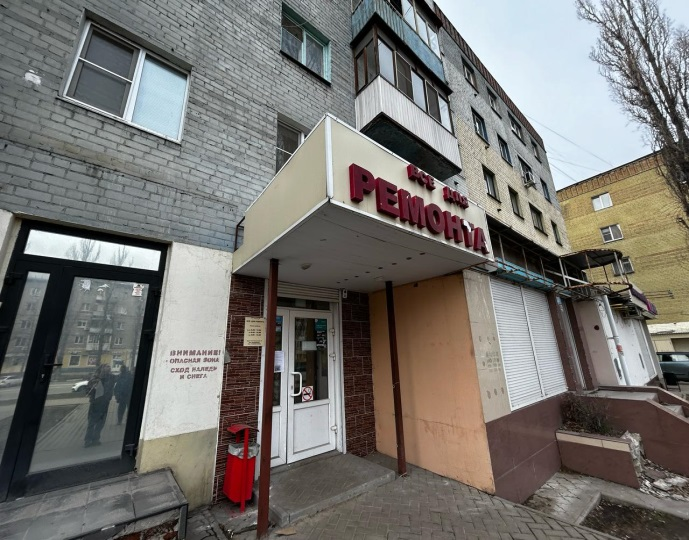 ВСЕ ДЛЯ
РЕМОНТА
ВНИМАНИЕ!
ОПАСНАЯ ЗОНА
СХОД НАЛЕДИ
И СНЕГА